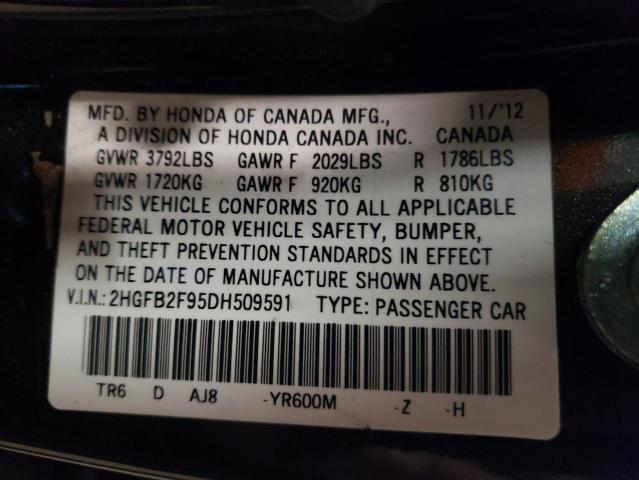 MFD. BY HONDA OF CANADA MFG., 11/'12
A DIVISION OF HONDA CANADA INC. CANADA
GVWR 3792LBS GAWR F 2029LBS R 1786LBS
GVWR 1720KG GAWR F 920KG R 810KG
THIS VEHICLE CONFORMS TO ALL APPLICABLE
FEDERAL MOTOR VEHICLE SAFETY, BUMPER,
AND THEFT PREVENTION STANDARDS IN EFFECT
ON THE DATE OF MANUFACTURE SHOWN ABOVE.
V.I.N.: 2HGFB2F95DH509591 TYPE: PASSENGER CAR
TR6 D AJ8 -YR600M -Z -H